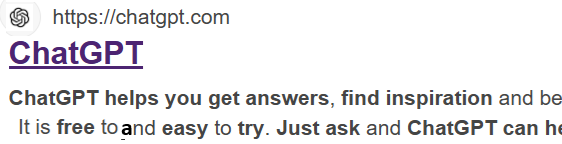 https://chatgpt.com
ChatGPT
ChatGPT helps you get answers, find inspiration and be
It is free to and easy to try. Just ask and ChatGPT can he